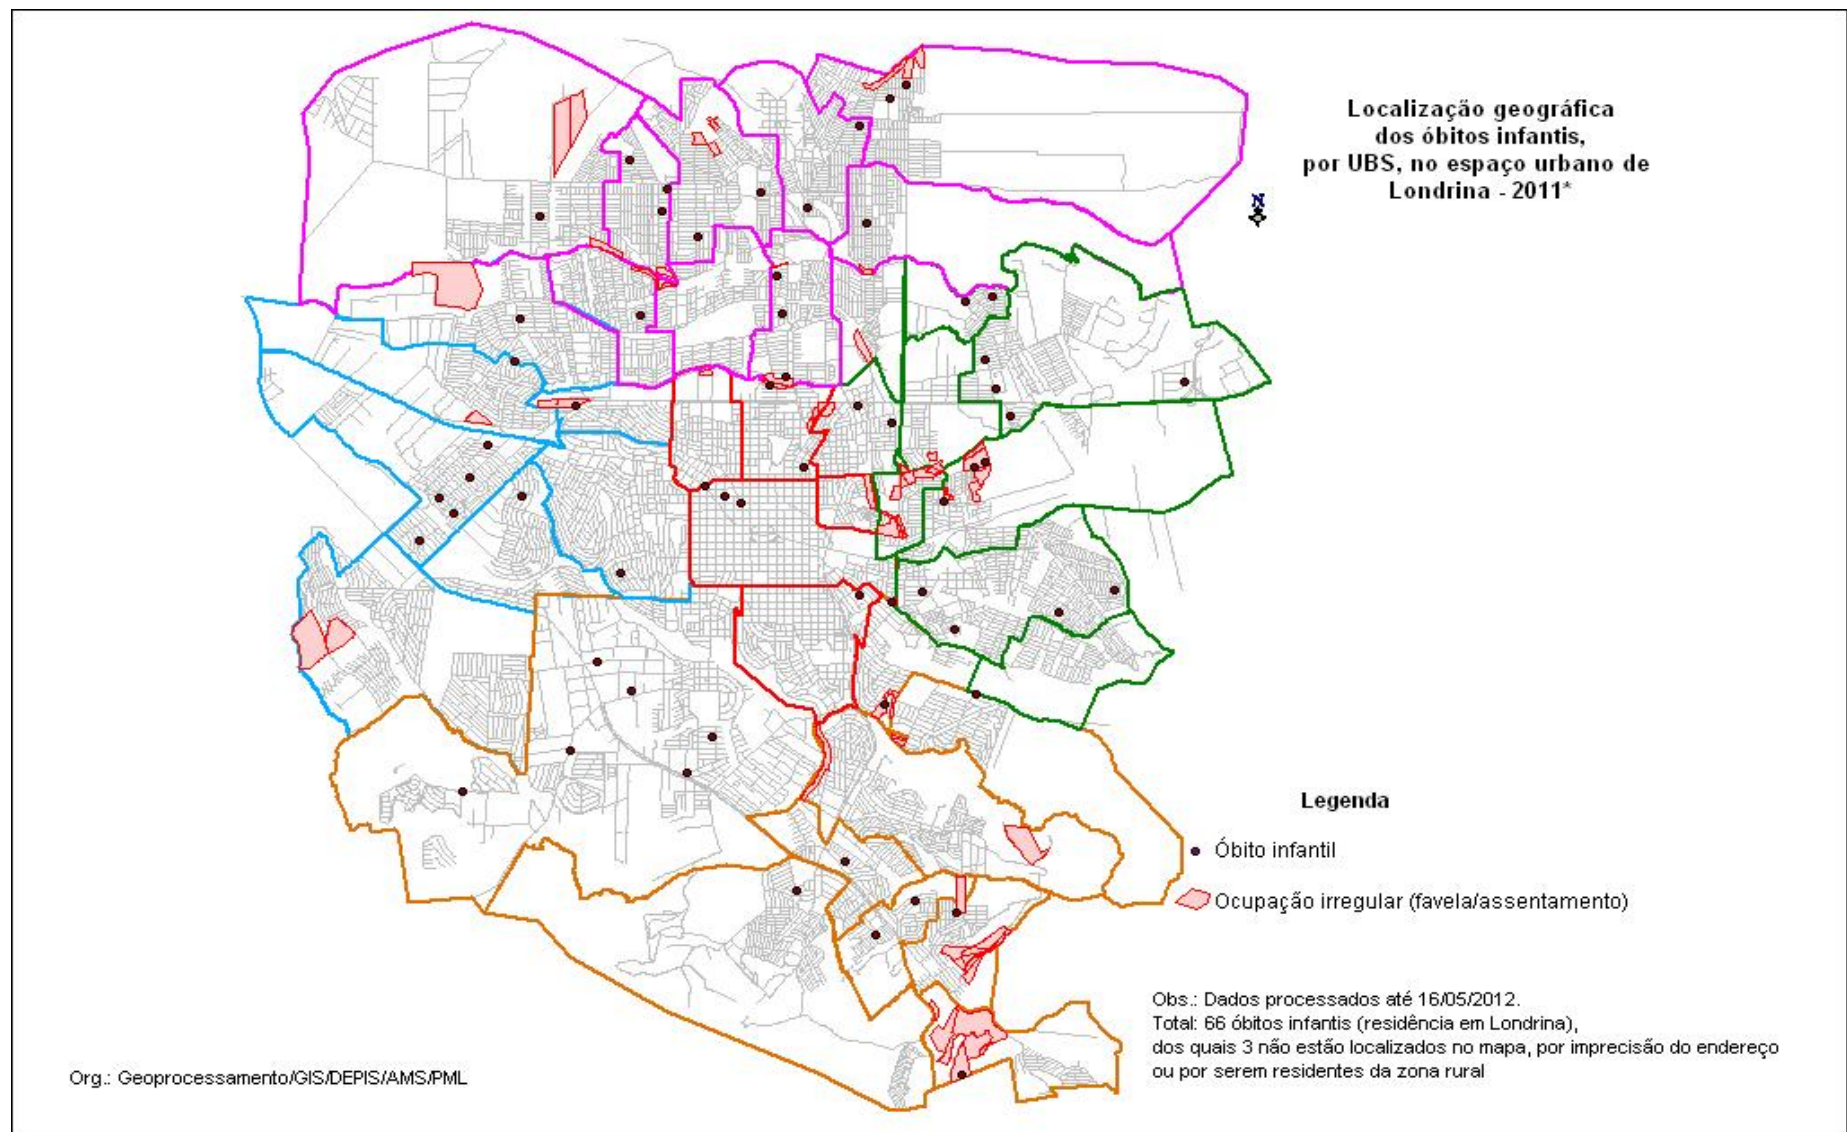 Localização geográfica
dos óbitos infantis,
por UBS, no espaço urbano de
Londrina - 2011*
N
Legenda
Óbito infantil
Ocupação irregular (favela/assentamento)
Obs.: Dados processados até 16/05/2012.
Total: 66 óbitos infantis (residência em Londrina),
dos quais 3 não estão localizados no mapa, por imprecisão do endereço
ou por serem residentes da zona rural
Org.: Geoprocessamento/GIS/DEPIS/AMS/PML